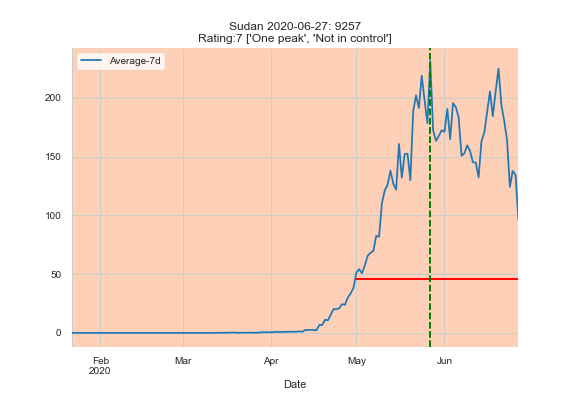 Sudan 2020-06-27: 9257
Rating:7 ['One peak', 'Not in control']
Average-7d
200
150
100
50
0
Feb Mar Apr May Jun
2020
Date